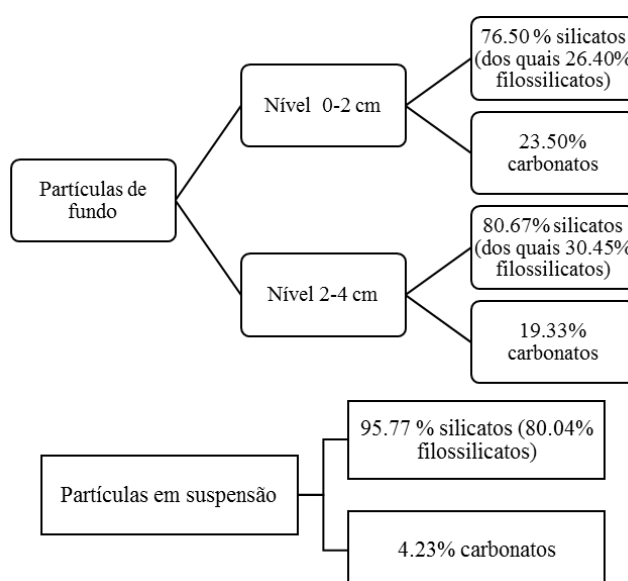 76.50 % silicatos
(dos quais 26.40%
filossilicatos)
Nível 0-2 cm
23.50%
carbonatos
Partículas de
fundo
80.67% silicatos
(dos quais 30.45%
filossilicatos)
Nível 2-4 cm
19.33%
carbonatos
95.77 % silicatos (80.04%
filossilicatos)
Partículas em suspensão
4.23% carbonatos